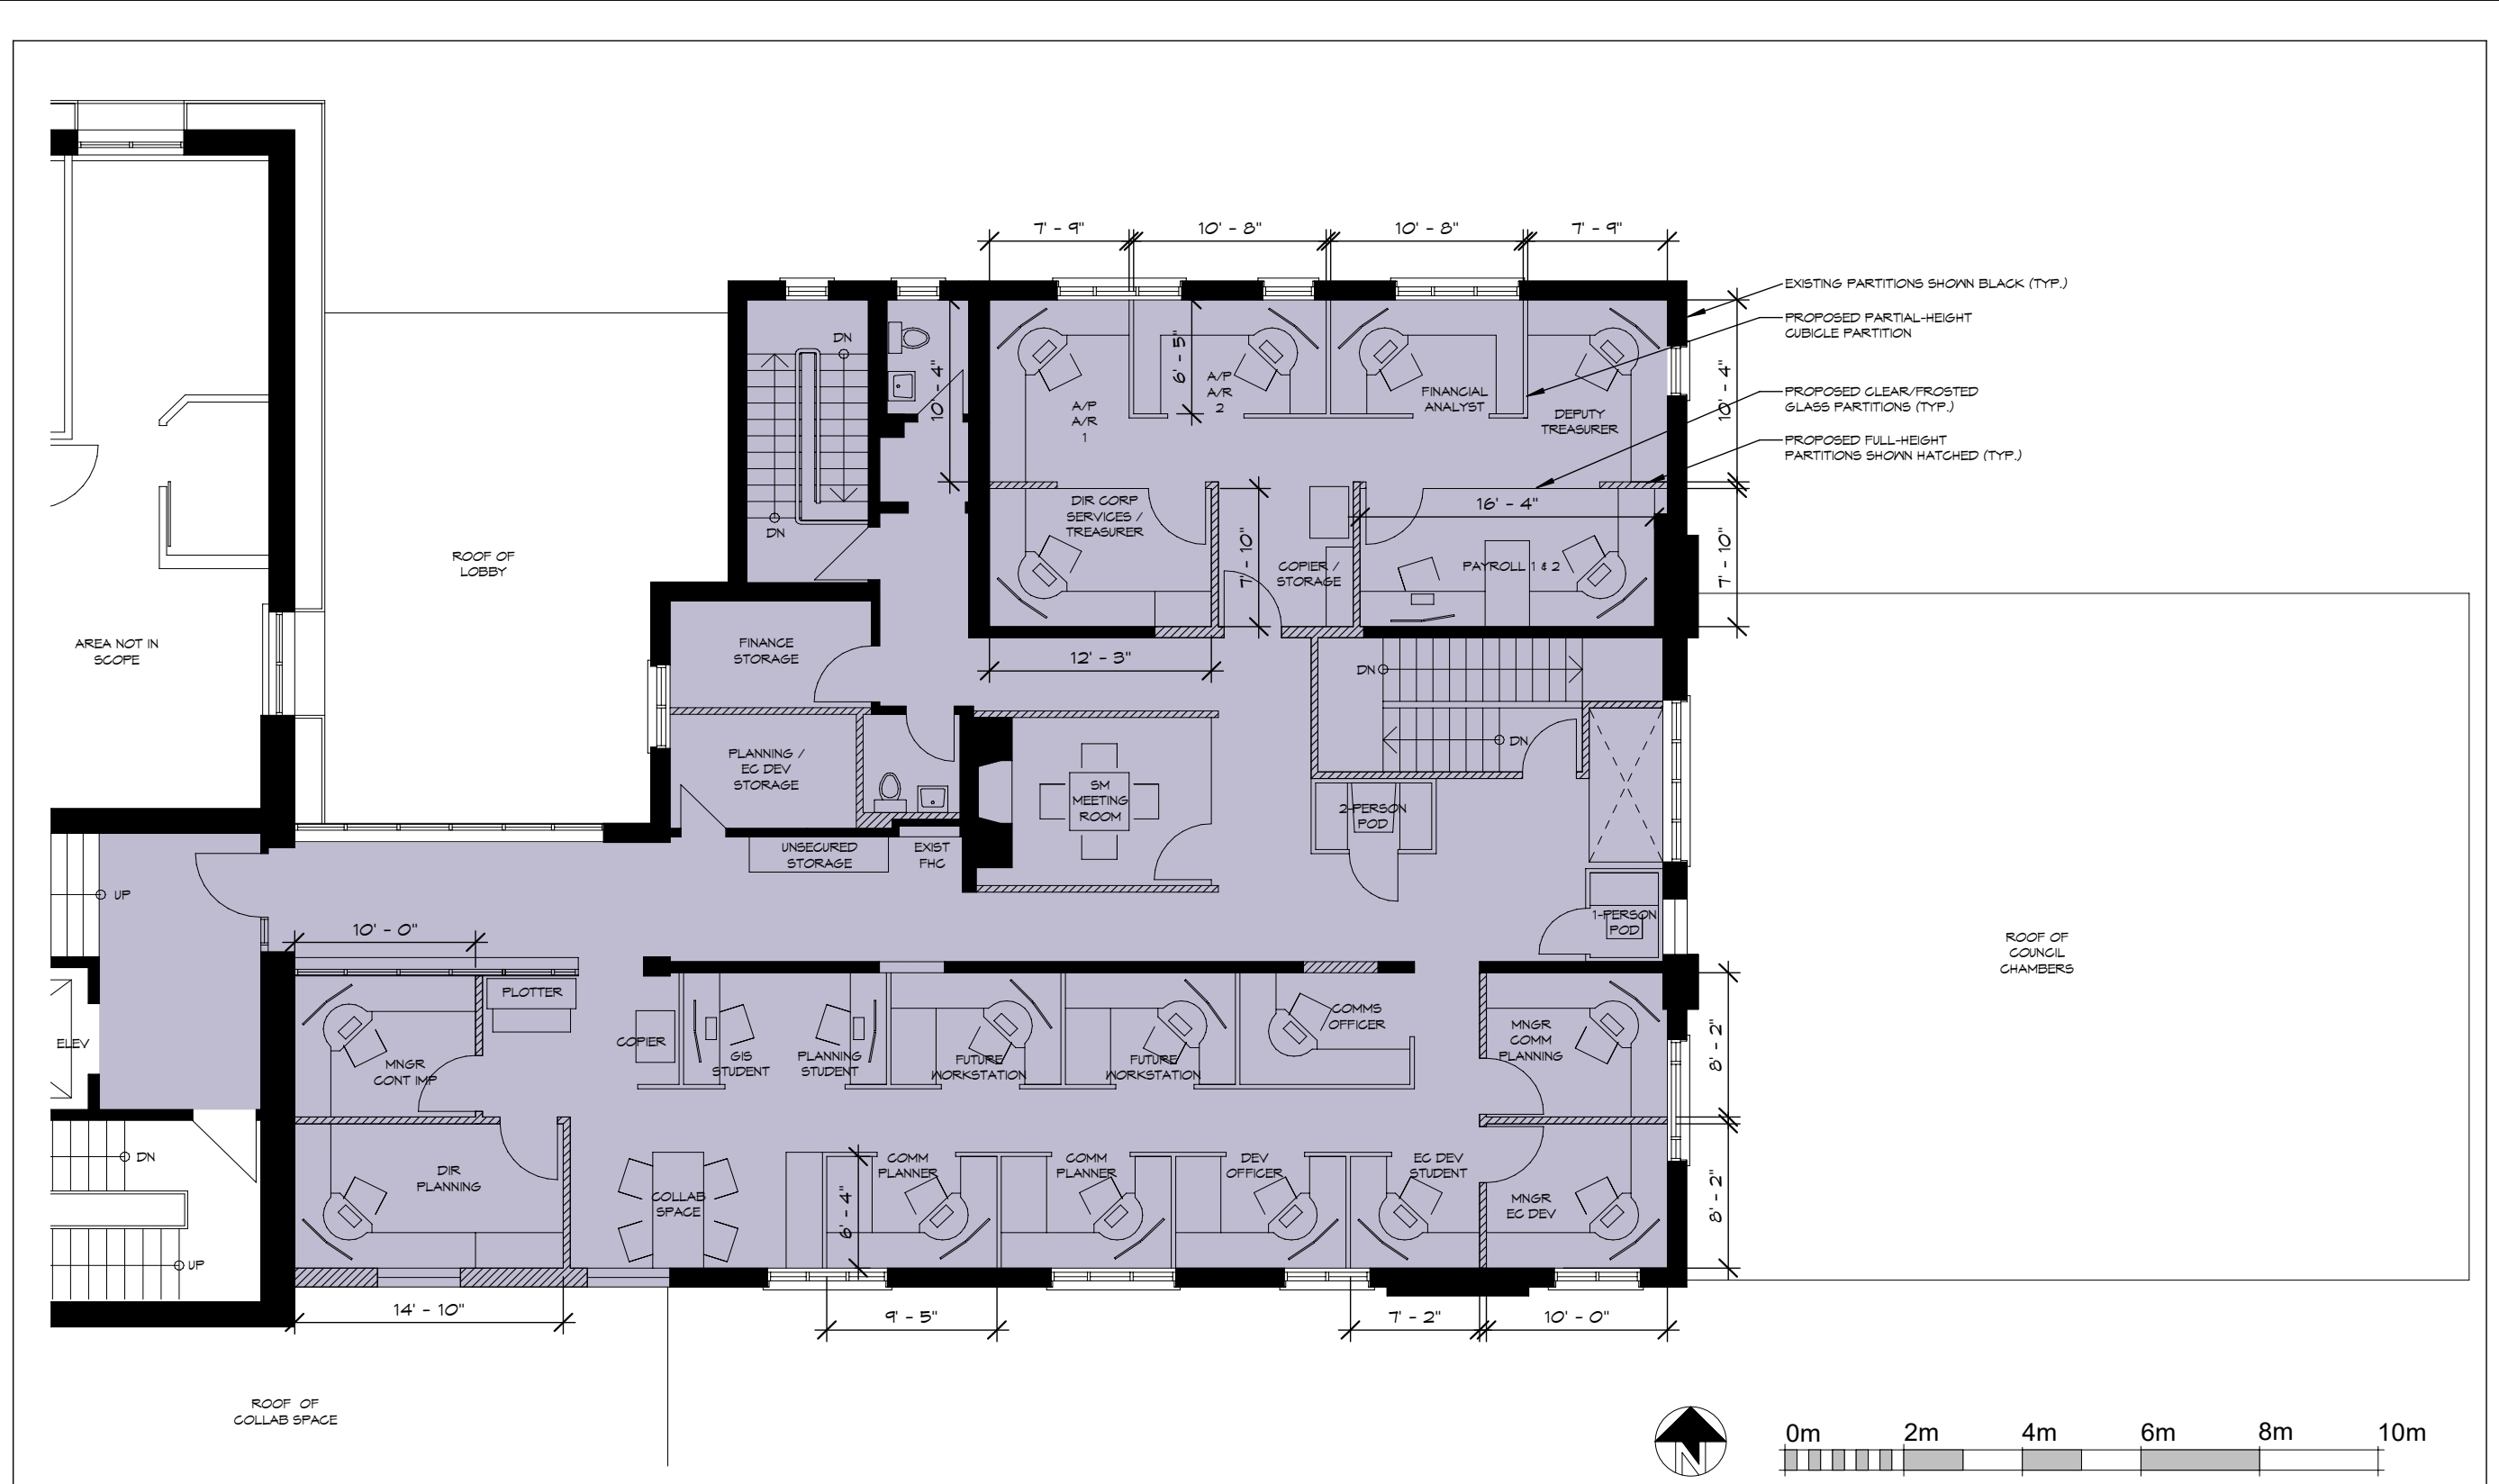 7' - 9"
10' - 8"
10' - 8"
7' - 9"
EXISTING PARTITIONS SHOWN BLACK (TYP.)
PROPOSED PARTIAL-HEIGHT
CUBICLE PARTITION
PROPOSED CLEAR/FROSTED
GLASS PARTITIONS (TYP.)
PROPOSED FULL-HEIGHT
PARTITIONS SHOWN HATCHED (TYP.)
DN
DN
10' - 4"
6' - 5"
A/P
A/R
1
A/P
A/R
2
FINANCIAL
ANALYST
DEPUTY
TREASURER
10' - 4"
DIR CORP
SERVICES /
TREASURER
7' - 10"
COPIER /
STORAGE
16' - 4"
PAYROLL 1 & 2
7' - 10"
ROOF OF
LOBBY
AREA NOT IN
SCOPE
FINANCE
STORAGE
12' - 3"
DN
DN
PLANNING /
EC DEV
STORAGE
SM
MEETING
ROOM
2-PERSON
POD
UNSECURED
STORAGE
EXIST
FHC
UP
1-PERSON
POD
ROOF OF
COUNCIL
CHAMBERS
10' - 0"
PLOTTER
COPIER
GIS
STUDENT
PLANNING
STUDENT
FUTURE
WORKSTATION
FUTURE
WORKSTATION
COMMS
OFFICER
MNGR
COMM
PLANNING
8' - 2"
ELEV
MNGR
CONT IMP
DN
DIR
PLANNING
COLLAB
SPACE
6' - 4"
COMM
PLANNER
COMM
PLANNER
DEV
OFFICER
EC DEV
STUDENT
MNGR
EC DEV
8' - 2"
UP
14' - 10"
9' - 5"
7' - 2"
10' - 0"
ROOF OF
COLLAB SPACE
N
0m
2m
4m
6m
8m
10m